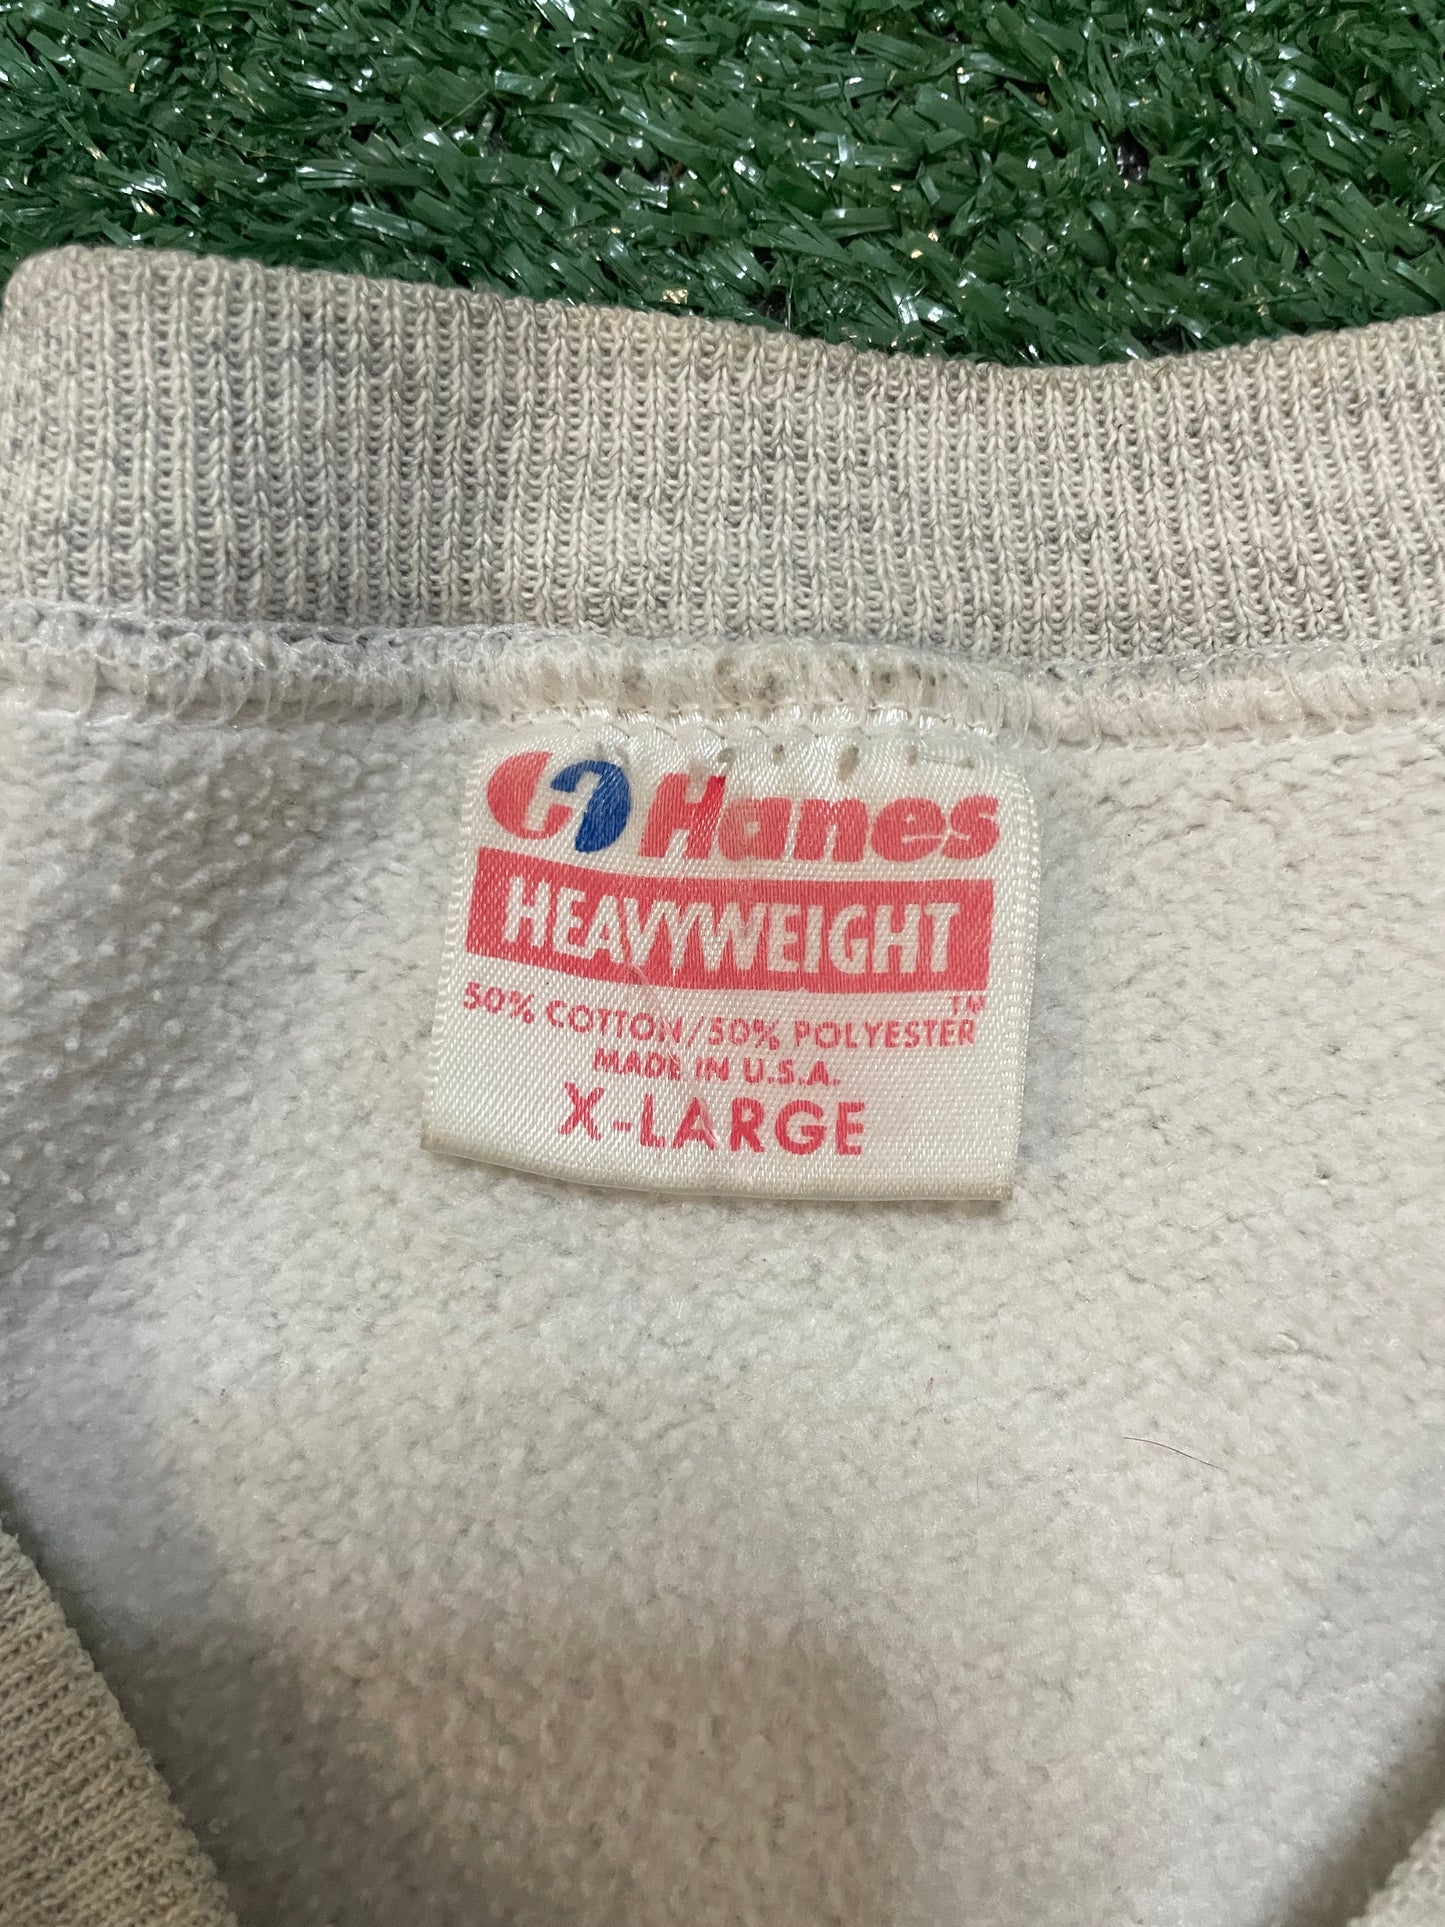 Hanes
HEAVYWEIGHT
TM
50% COTTON/50% POLYESTER
MADE IN U.S.A.
X-LARGE